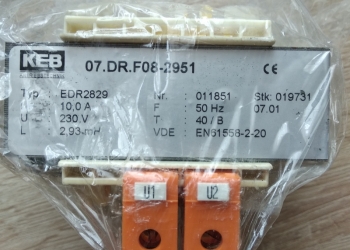 KEB
07.DR.F08-2951 CE
Typ : EDR2829 Nr. : 011851 Stk: 019731
I : 10,0 A F : 50 Hz 07.01
U : 230 V T : 40 / B
L : 2,93 mH VDE : EN61558-2-20
U1 U2